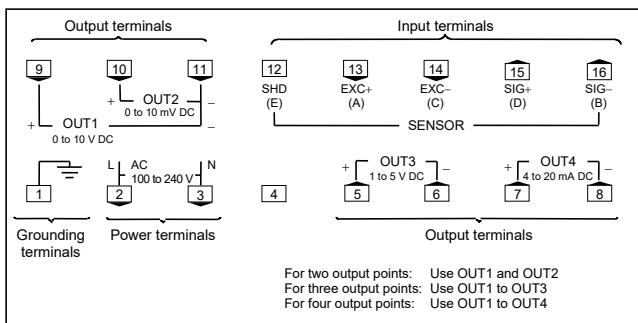 Output terminals
Input terminals
9 10 11 12 13 14 15 16
SHD EXC+ EXC− SIG+ SIG−
(E) (A) (C) (D) (B)
+ OUT2 −
0 to 10 mV DC
+ OUT1 −
0 to 10 V DC
SENSOR
L AC N
100 to 240 V
+ OUT3 −
1 to 5 V DC
+ OUT4 −
4 to 20 mA DC
1 2 3 4 5 6 7 8
Grounding
terminals
Power terminals
Output terminals
For two output points: Use OUT1 and OUT2
For three output points: Use OUT1 to OUT3
For four output points: Use OUT1 to OUT4